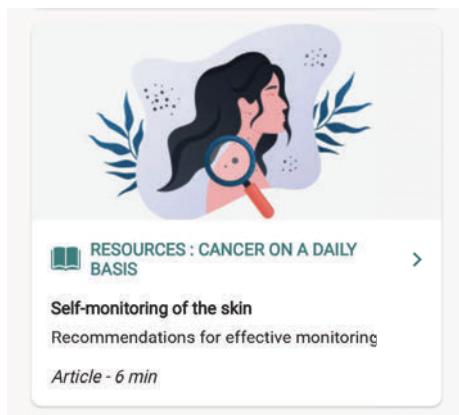 RESOURCES : CANCER ON A DAILY
BASIS
Self-monitoring of the skin
Recommendations for effective monitoring
Article - 6 min